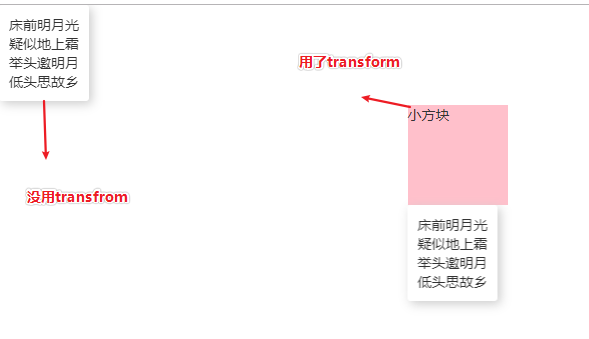 床前明月光
疑似地上霜
举头邀明月
低头思故乡
用了transform
小方块
没用transfrom
床前明月光
疑似地上霜
举头邀明月
低头思故乡